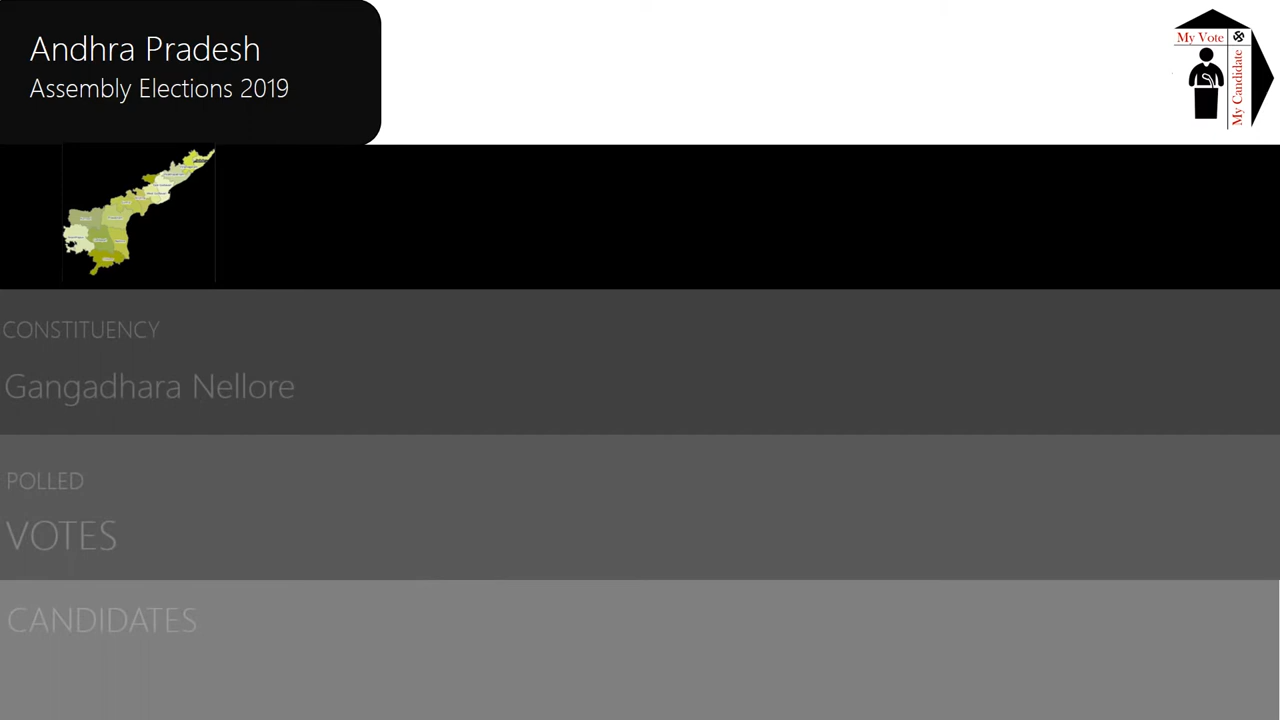 Andhra Pradesh
Assembly Elections 2019
My Vote
My Candidate
CONSTITUENCY
Gangadhara Nellore
POLLED
VOTES
CANDIDATES